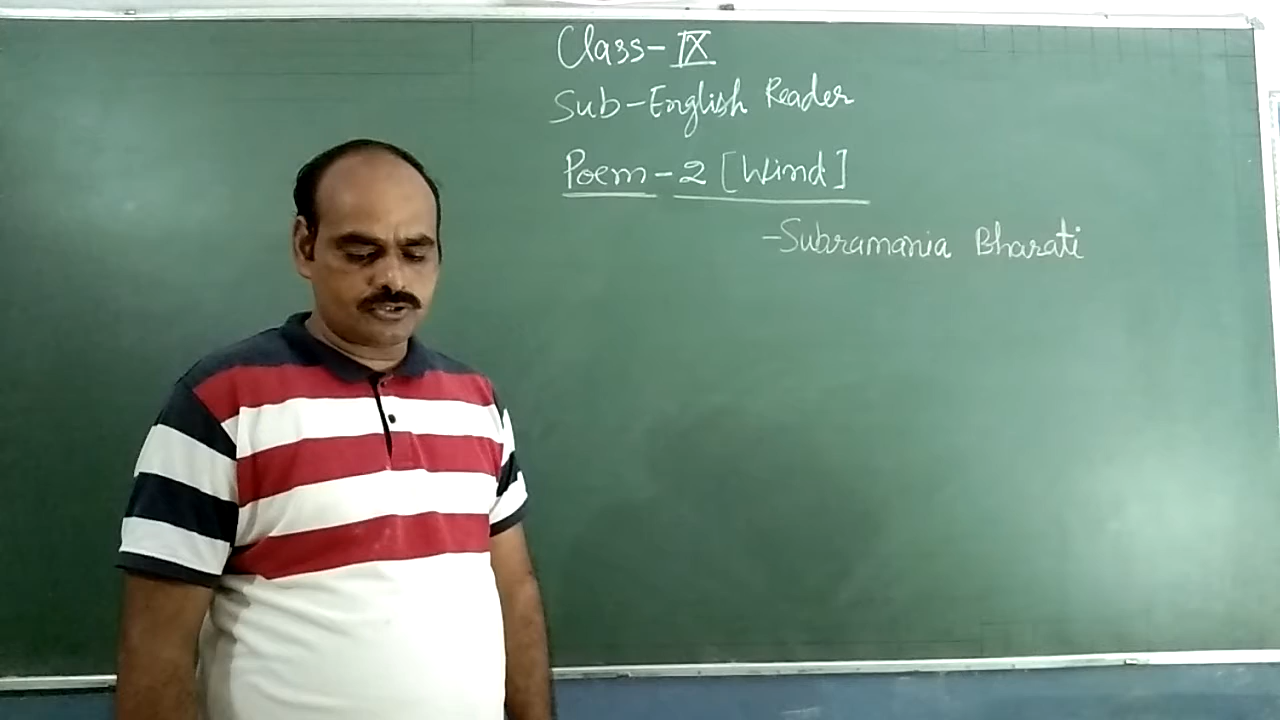 Class-IX
Sub-English Reader
Poem-2 [Wind]
-Subramania Bharati